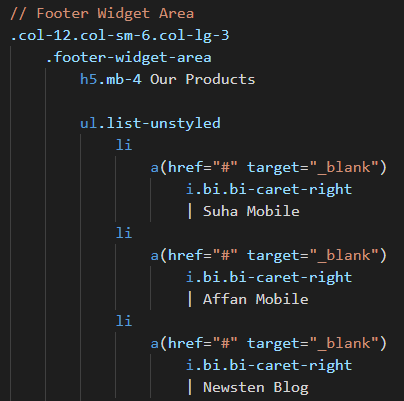 // Footer Widget Area
.col-12.col-sm-6.col-lg-3
    .footer-widget-area
        h5.mb-4 Our Products

        ul.list-unstyled
            li
                a(href="#" target="_blank")
                    i.bi.bi-caret-right
                    | Suha Mobile
            li
                a(href="#" target="_blank")
                    i.bi.bi-caret-right
                    | Affan Mobile
            li
                a(href="#" target="_blank")
                    i.bi.bi-caret-right
                    | Newsten Blog